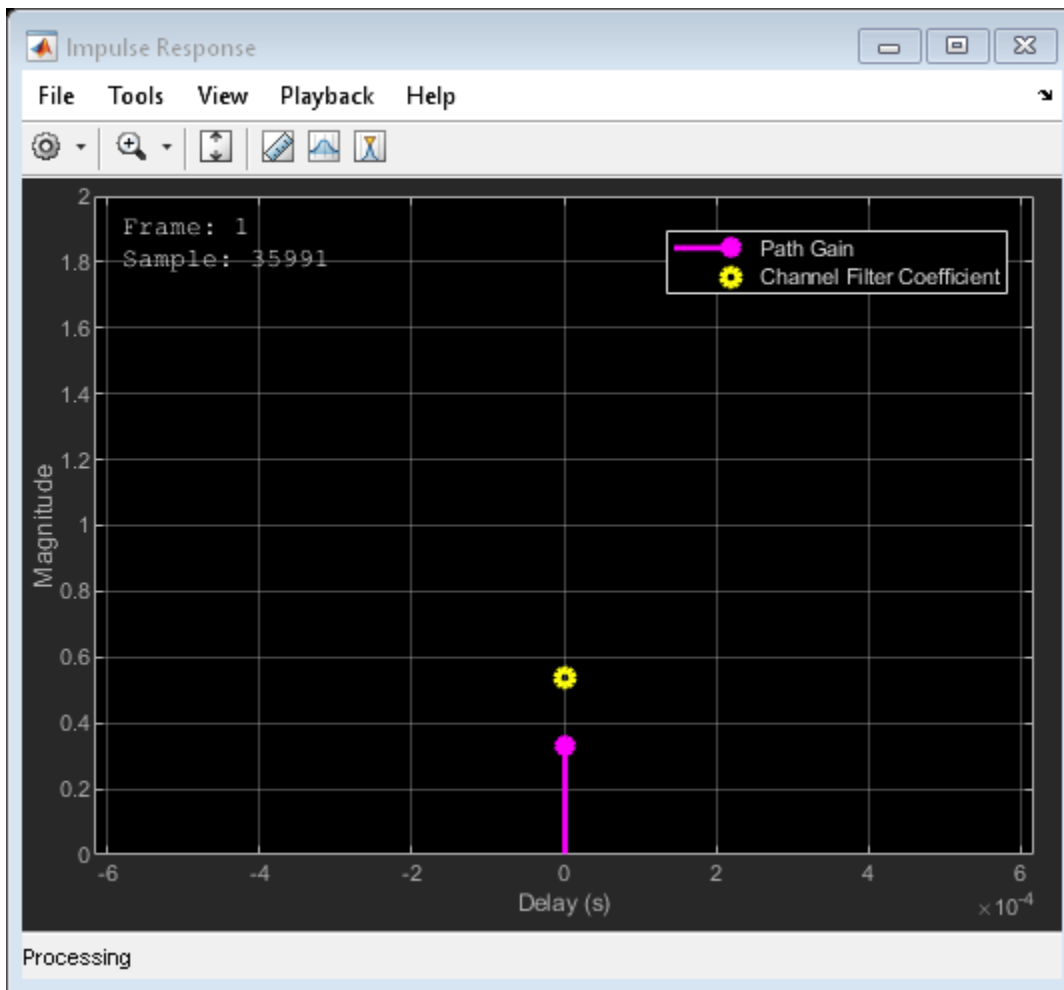 Impulse Response
File Tools View Playback Help
Frame: 1
Sample: 35991
Path Gain
Channel Filter Coefficient
2
1.8
1.6
1.4
1.2
1
0.8
0.6
0.4
0.2
0
Magnitude
-6 -4 -2 0 2 4 6
Delay (s)
×10⁻⁴
Processing